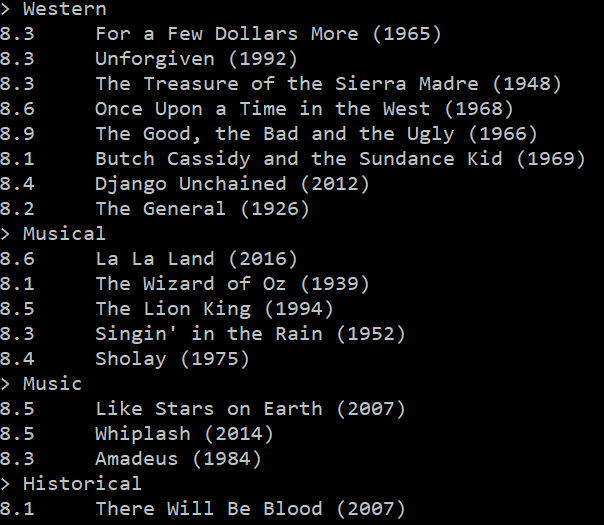 > Western
8.3 For a Few Dollars More (1965)
8.3 Unforgiven (1992)
8.3 The Treasure of the Sierra Madre (1948)
8.6 Once Upon a Time in the West (1968)
8.9 The Good, the Bad and the Ugly (1966)
8.1 Butch Cassidy and the Sundance Kid (1969)
8.4 Django Unchained (2012)
8.2 The General (1926)
> Musical
8.6 La La Land (2016)
8.1 The Wizard of Oz (1939)
8.5 The Lion King (1994)
8.3 Singin' in the Rain (1952)
8.4 Sholay (1975)
> Music
8.5 Like Stars on Earth (2007)
8.5 Whiplash (2014)
8.3 Amadeus (1984)
> Historical
8.1 There Will Be Blood (2007)